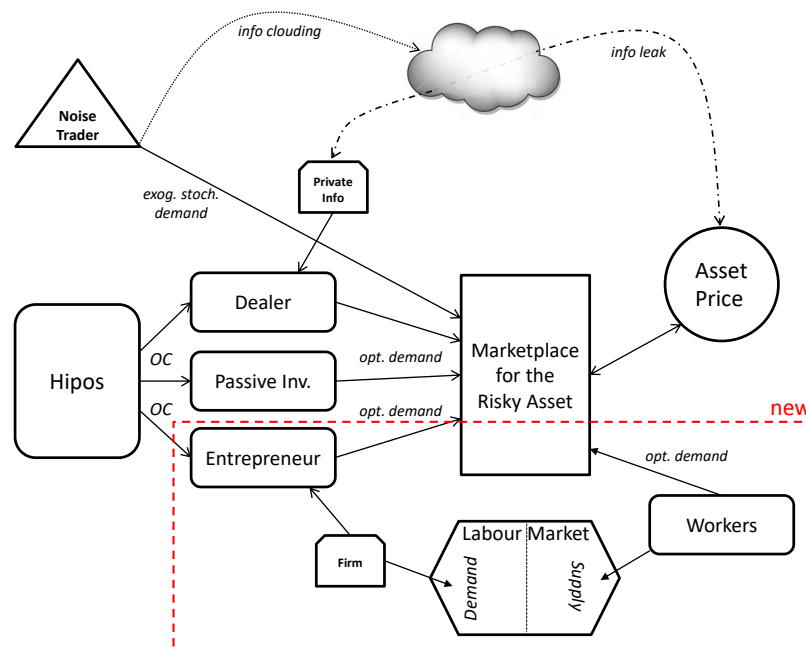 info clouding
info leak
Noise
Trader
Private
Info
exog. stoch.
demand
Asset
Price
Dealer
Hipos
OC
Passive Inv.
opt. demand
Marketplace
for the
Risky Asset
OC
opt. demand
new
Entrepreneur
opt. demand
Workers
Labour Market
Firm
Demand
Supply